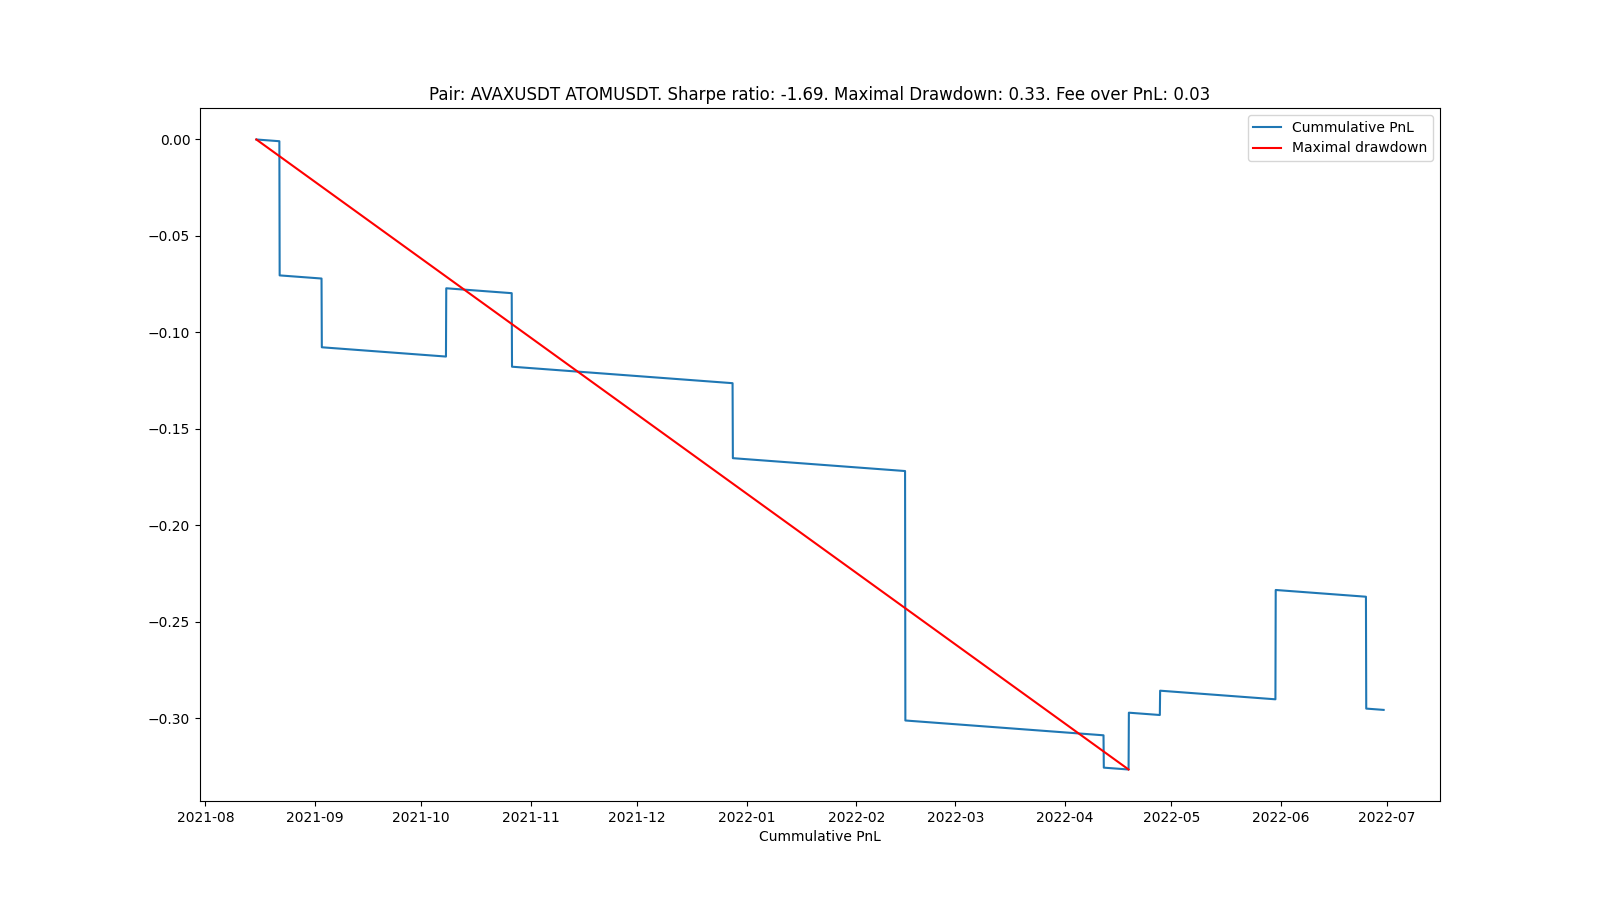 Pair: AVAXUSDT ATOMUSDT. Sharpe ratio: -1.69. Maximal Drawdown: 0.33. Fee over PnL: 0.03
Cummulative PnL
Maximal drawdown
0.00
−0.05
−0.10
−0.15
−0.20
−0.25
−0.30
2021-08 2021-09 2021-10 2021-11 2021-12 2022-01 2022-02 2022-03 2022-04 2022-05 2022-06 2022-07
Cummulative PnL